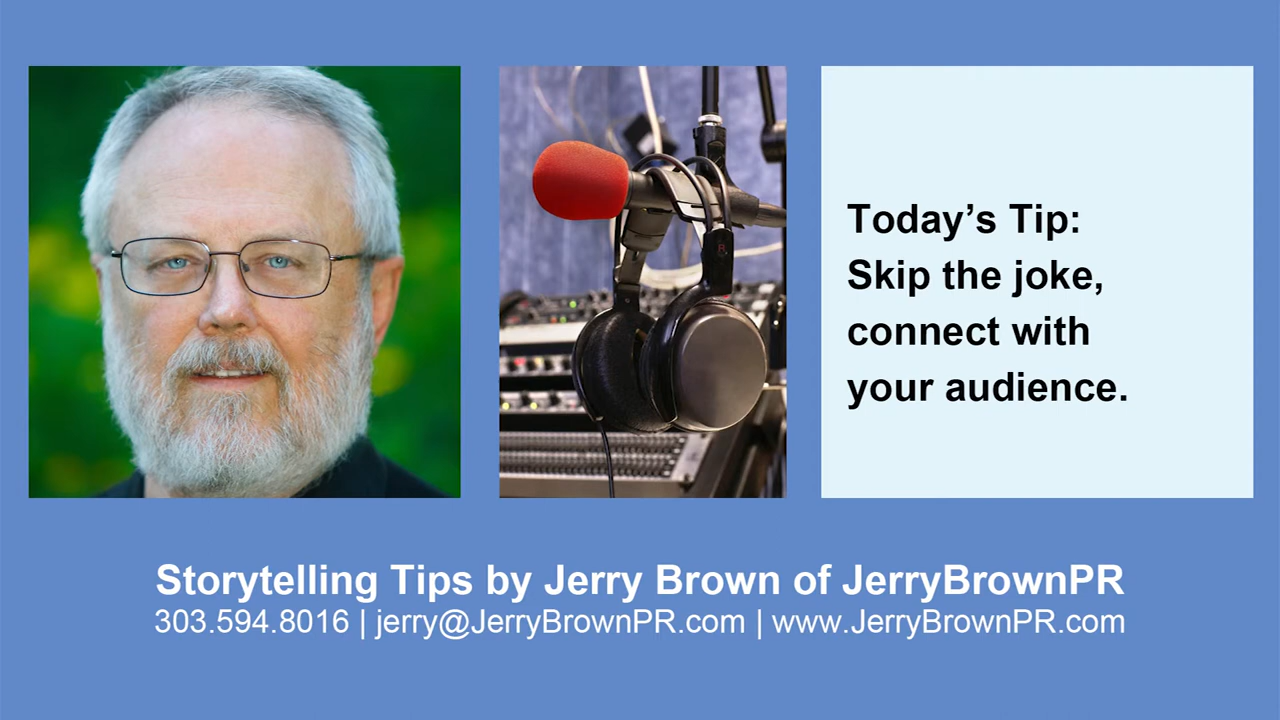 Today’s Tip:
Skip the joke,
connect with
your audience.
Storytelling Tips by Jerry Brown of JerryBrownPR
303.594.8016 | jerry@JerryBrownPR.com | www.JerryBrownPR.com